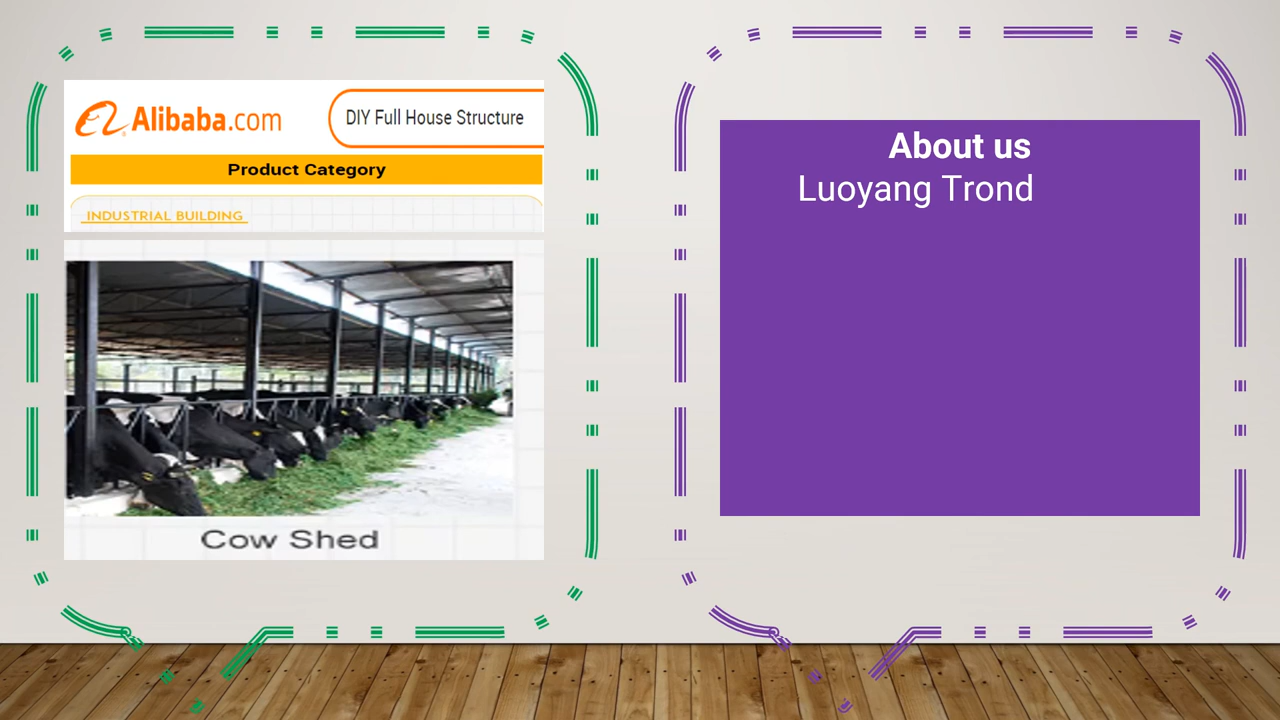 Alibaba.com
DIY Full House Structure
Product Category
INDUSTRIAL BUILDING
Cow Shed
About us
Luoyang Trond